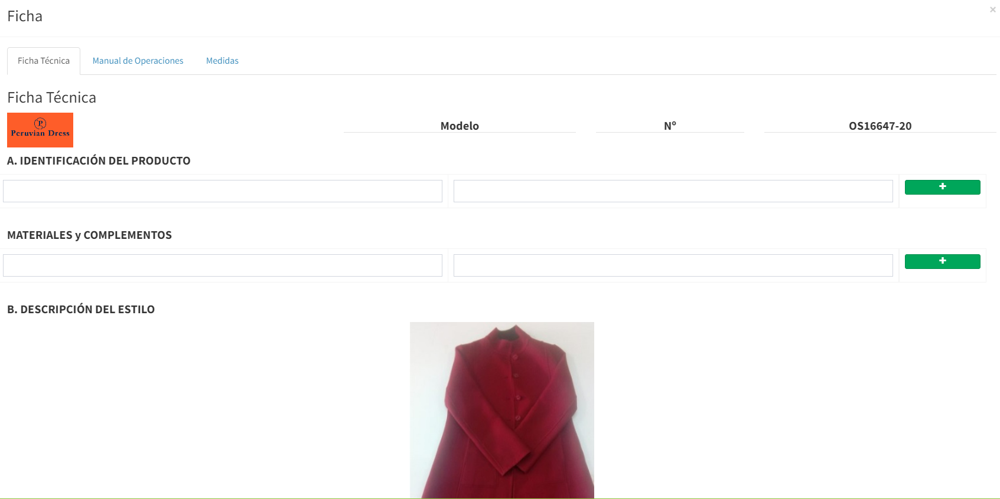 Ficha
×
Ficha Técnica Manual de Operaciones Medidas
Ficha Técnica
P
Peruvian Dress
Modelo Nº OS16647-20
A. IDENTIFICACIÓN DEL PRODUCTO
MATERIALES y COMPLEMENTOS
B. DESCRIPCIÓN DEL ESTILO